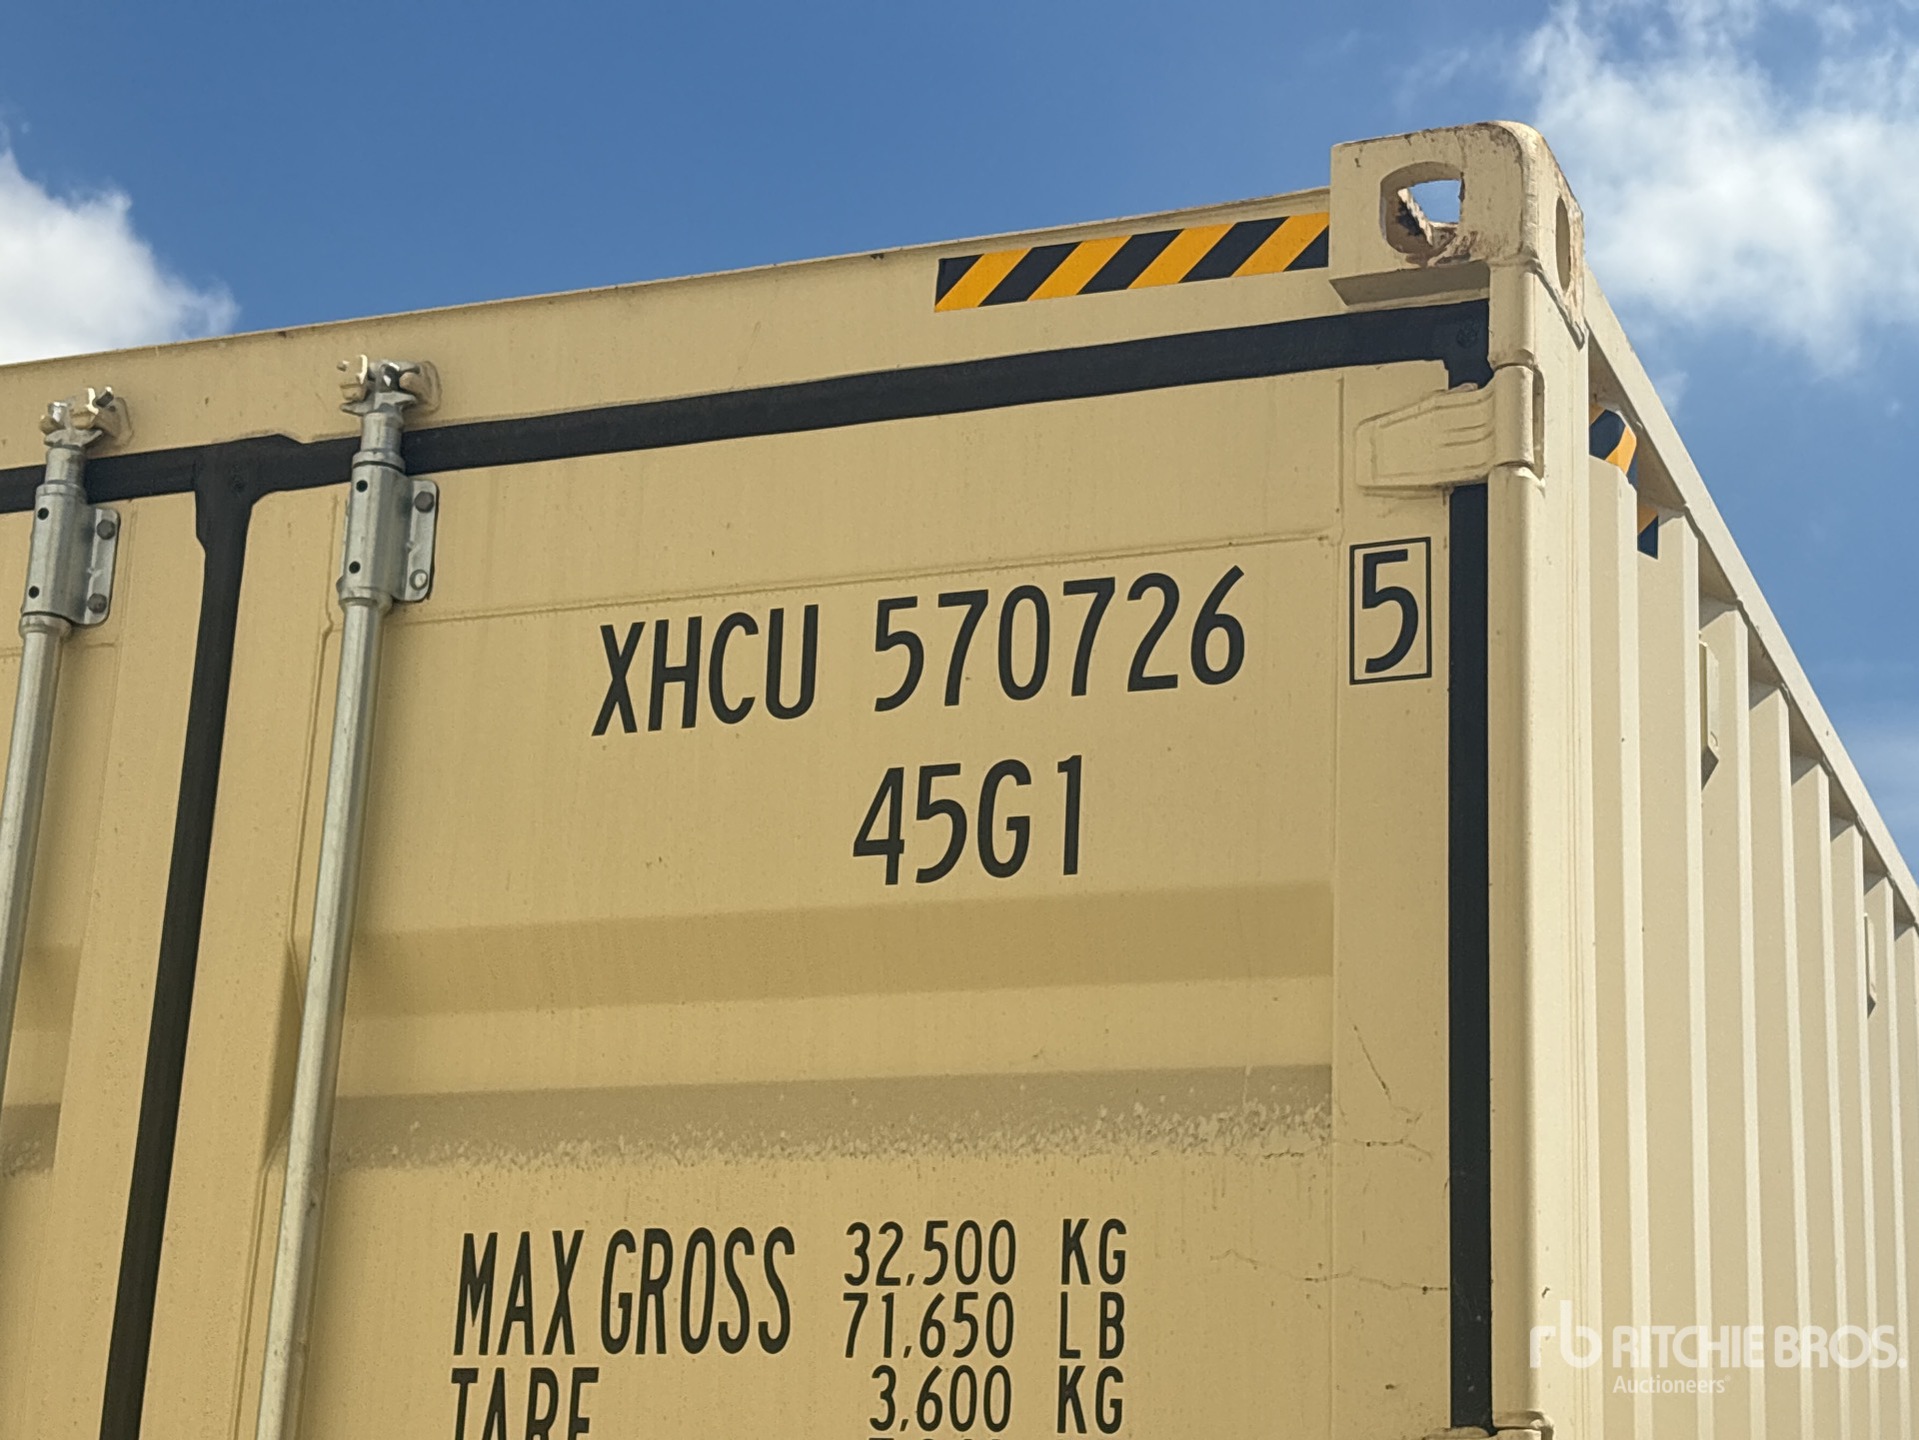 XHCU 570726 5
45G1
MAX GROSS 32,500 KG
71,650 LB
TARE 3,600 KG
rb RITCHIE BROS.
Auctioneers